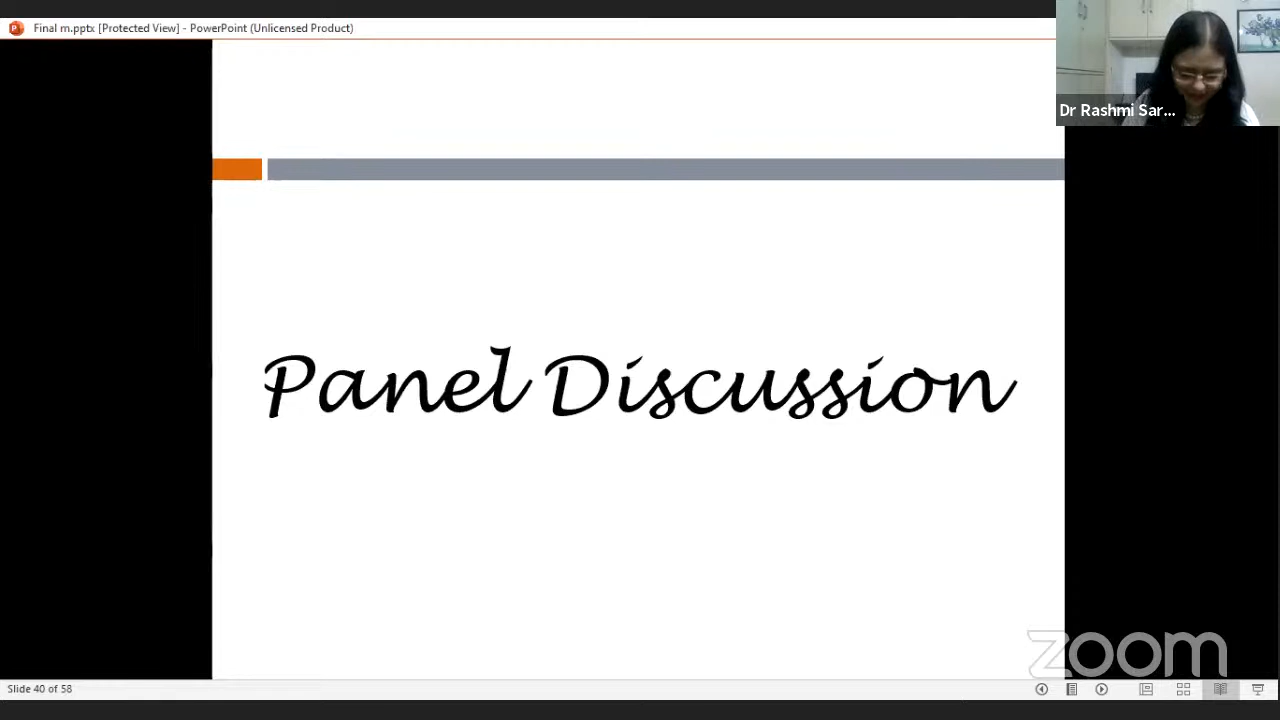 Final m.pptx [Protected View] - PowerPoint (Unlicensed Product)
Dr Rashmi Sar...
Panel Discussion
zoom
Slide 40 of 58